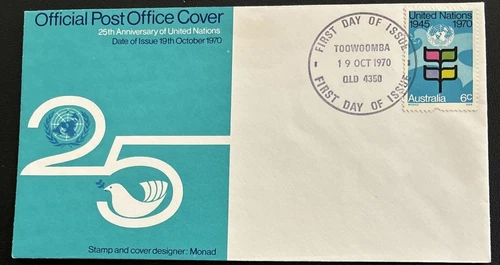 Official Post Office Cover
25th Anniversary of United Nations
Date of Issue 19th October 1970
25
Stamp and cover designer: Monad
FIRST DAY OF ISSUE
TOOWOOMBA
19 OCT 1970
QLD 4350
FIRST DAY OF ISSUE
United Nations
1945 1970
Australia 6c